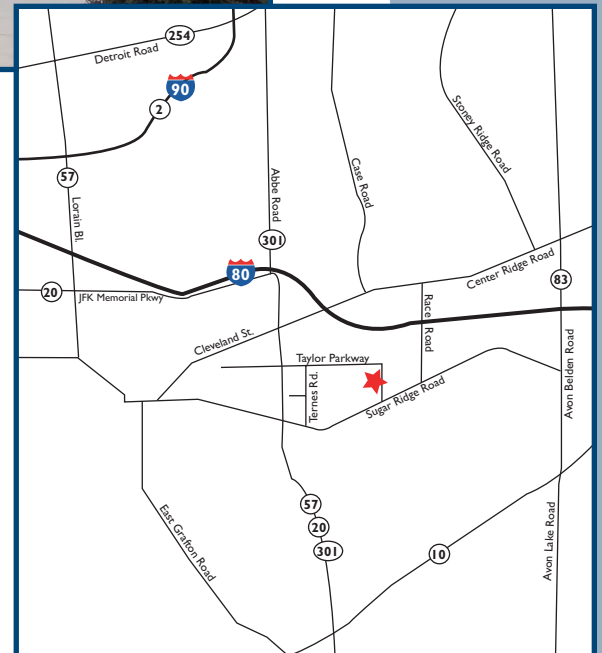 254
Detroit Road
90
2
57
Lorain Bl.
Abbe Road
301
Case Road
Stoney Ridge Road
80
20
JFK Memorial Pkwy
Center Ridge Road
83
Race Road
Cleveland St.
Taylor Parkway
Ternes Rd.
Sugar Ridge Road
Avon Belden Road
57
20
301
10
East Grafton Road
Avon Lake Road